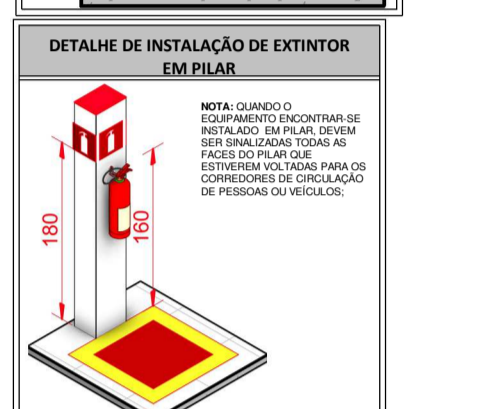 DETALHE DE INSTALAÇÃO DE EXTINTOR
EM PILAR
NOTA: QUANDO O
EQUIPAMENTO ENCONTRAR-SE
INSTALADO EM PILAR, DEVEM
SER SINALIZADAS TODAS AS
FACES DO PILAR QUE
ESTIVEREM VOLTADAS PARA OS
CORREDORES DE CIRCULAÇÃO
DE PESSOAS OU VEÍCULOS;
180
160